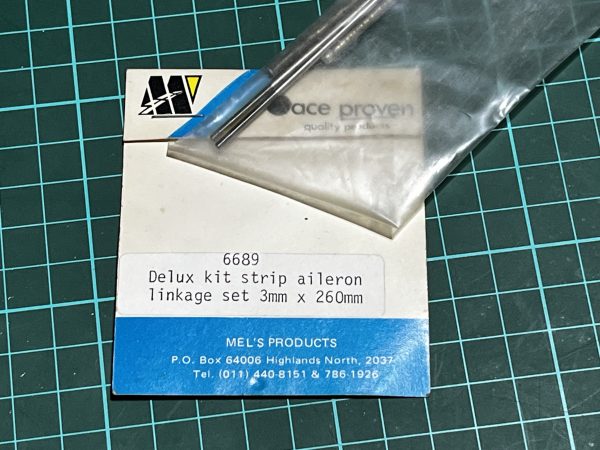 ace proven
quality products
6689
Delux kit strip aileron
linkage set 3mm x 260mm
MEL'S PRODUCTS
P.O. Box 64006 Highlands North, 2037
Tel. (011) 440-8151 & 786-1926